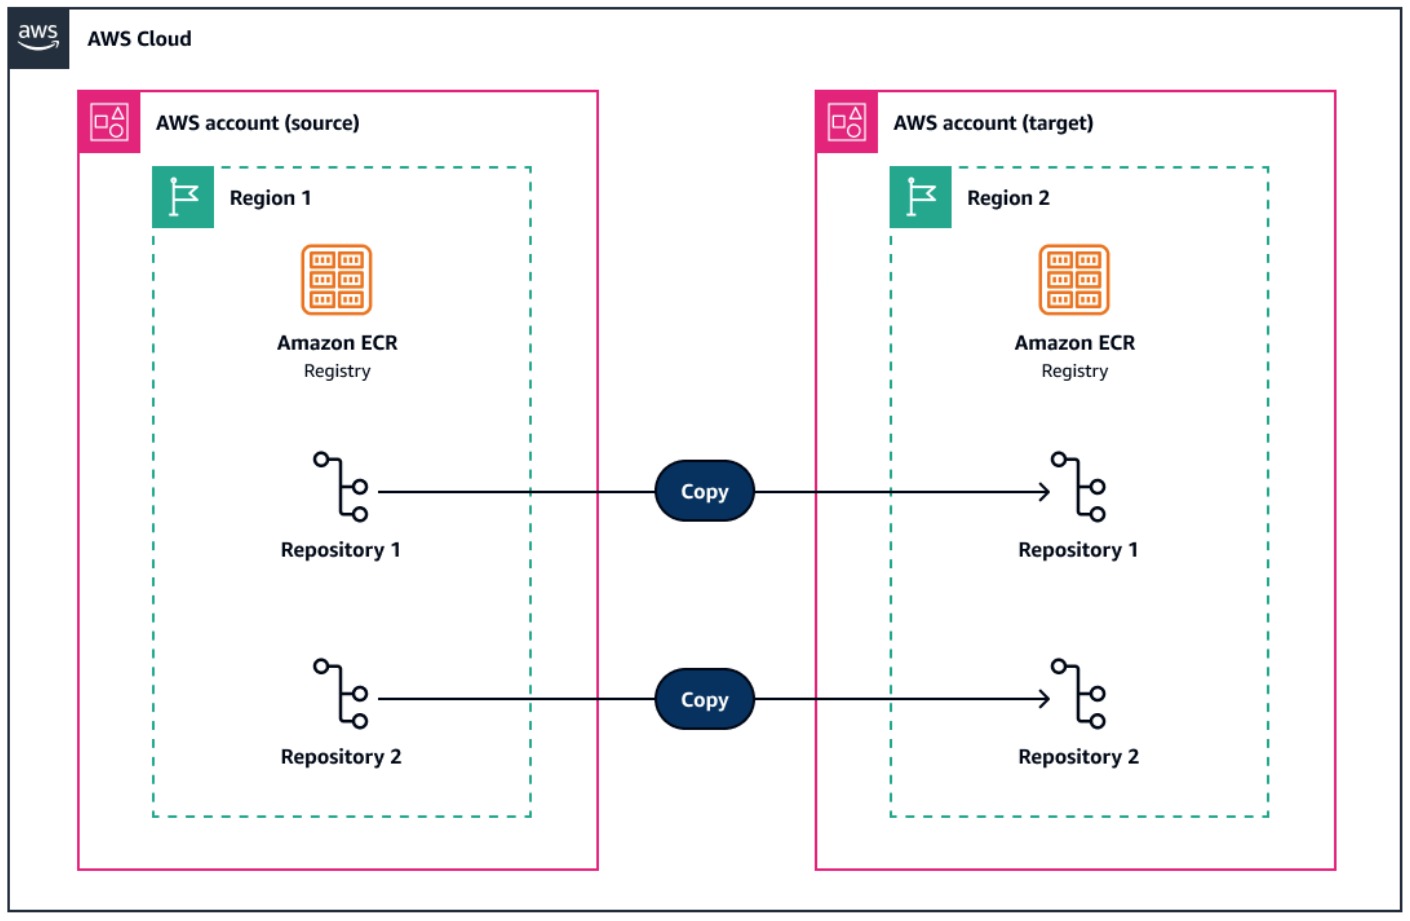 aws
AWS Cloud
AWS account (source)
AWS account (target)
Region 1
Region 2
Amazon ECR
Registry
Amazon ECR
Registry
Copy
Repository 1
Repository 1
Copy
Repository 2
Repository 2